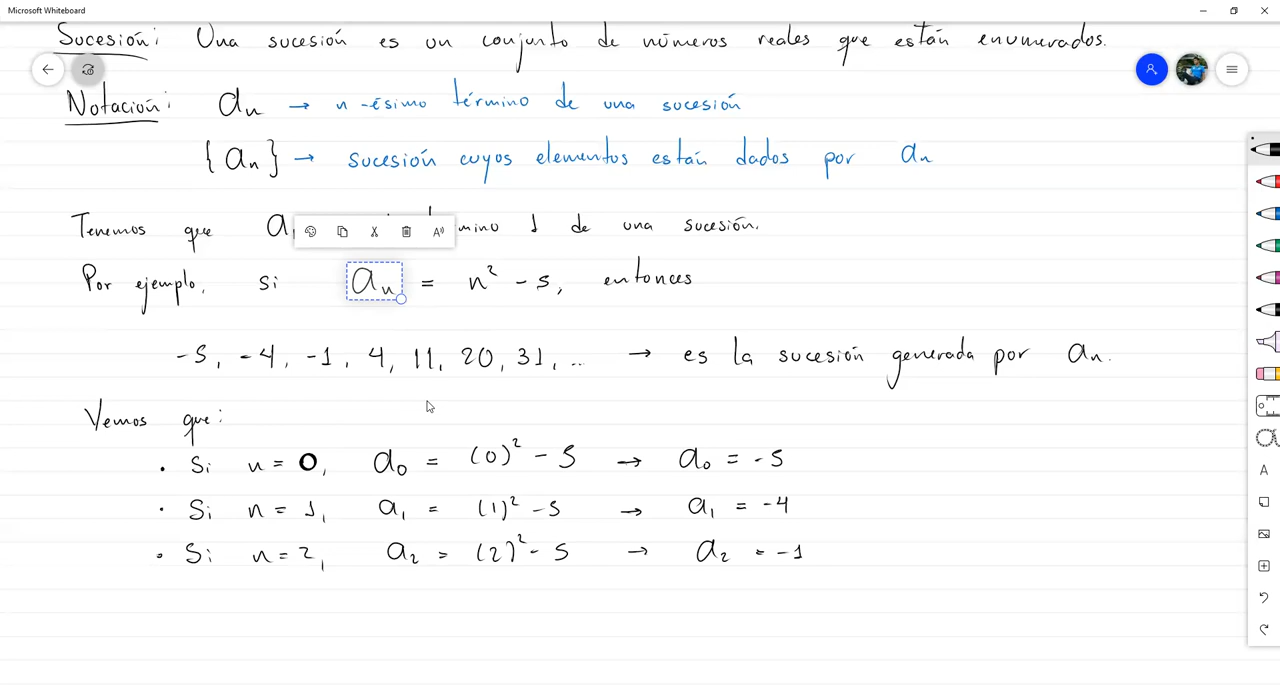 Microsoft Whiteboard
Sucesión: Una sucesión es un conjunto de números reales que están enumerados.
Notación: aₙ → n-ésimo término de una sucesión
{aₙ} → sucesión cuyos elementos están dados por aₙ
Tenemos que a mino 1 de una sucesión.
Por ejemplo, si aₙ = n² - 5, entonces
-5, -4, -1, 4, 11, 20, 31, ... → es la sucesión generada por aₙ.
Vemos que:
• Si n = 0, a₀ = (0)² - 5 → a₀ = -5
• Si n = 1, a₁ = (1)² - 5 → a₁ = -4
• Si n = 2, a₂ = (2)² - 5 → a₂ = -1